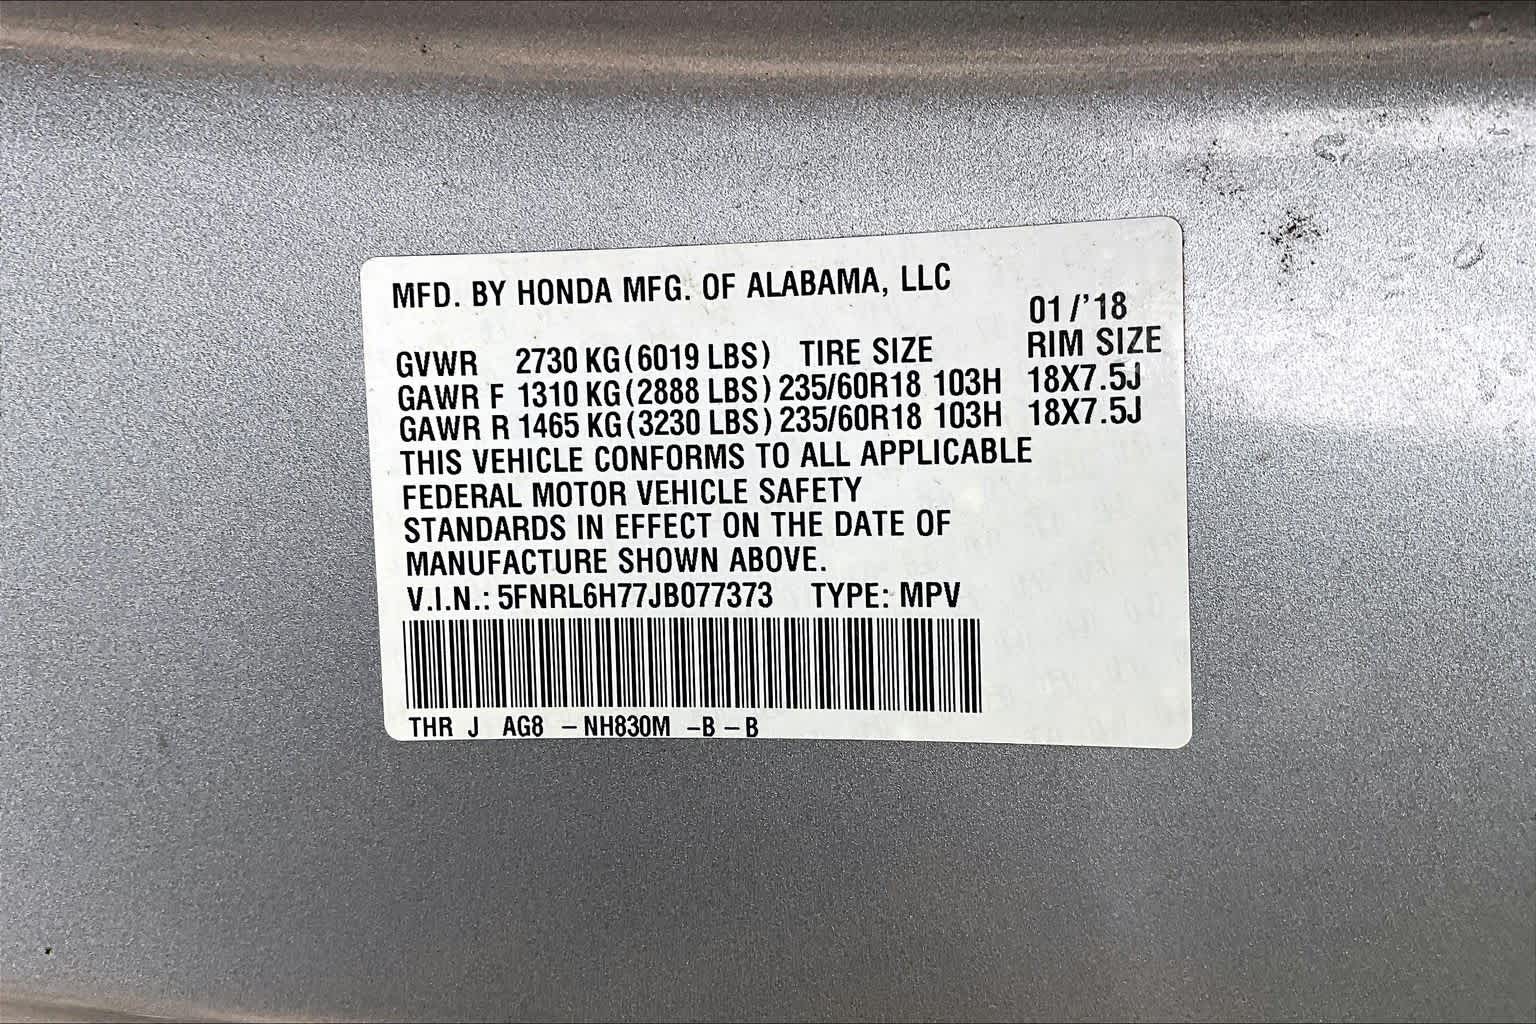 MFD. BY HONDA MFG. OF ALABAMA, LLC
01/'18
GVWR 2730 KG(6019 LBS) TIRE SIZE RIM SIZE
GAWR F 1310 KG(2888 LBS) 235/60R18 103H 18X7.5J
GAWR R 1465 KG(3230 LBS) 235/60R18 103H 18X7.5J
THIS VEHICLE CONFORMS TO ALL APPLICABLE
FEDERAL MOTOR VEHICLE SAFETY
STANDARDS IN EFFECT ON THE DATE OF
MANUFACTURE SHOWN ABOVE.
V.I.N.: 5FNRL6H77JB077373 TYPE: MPV
THR J AG8 –NH830M –B–B